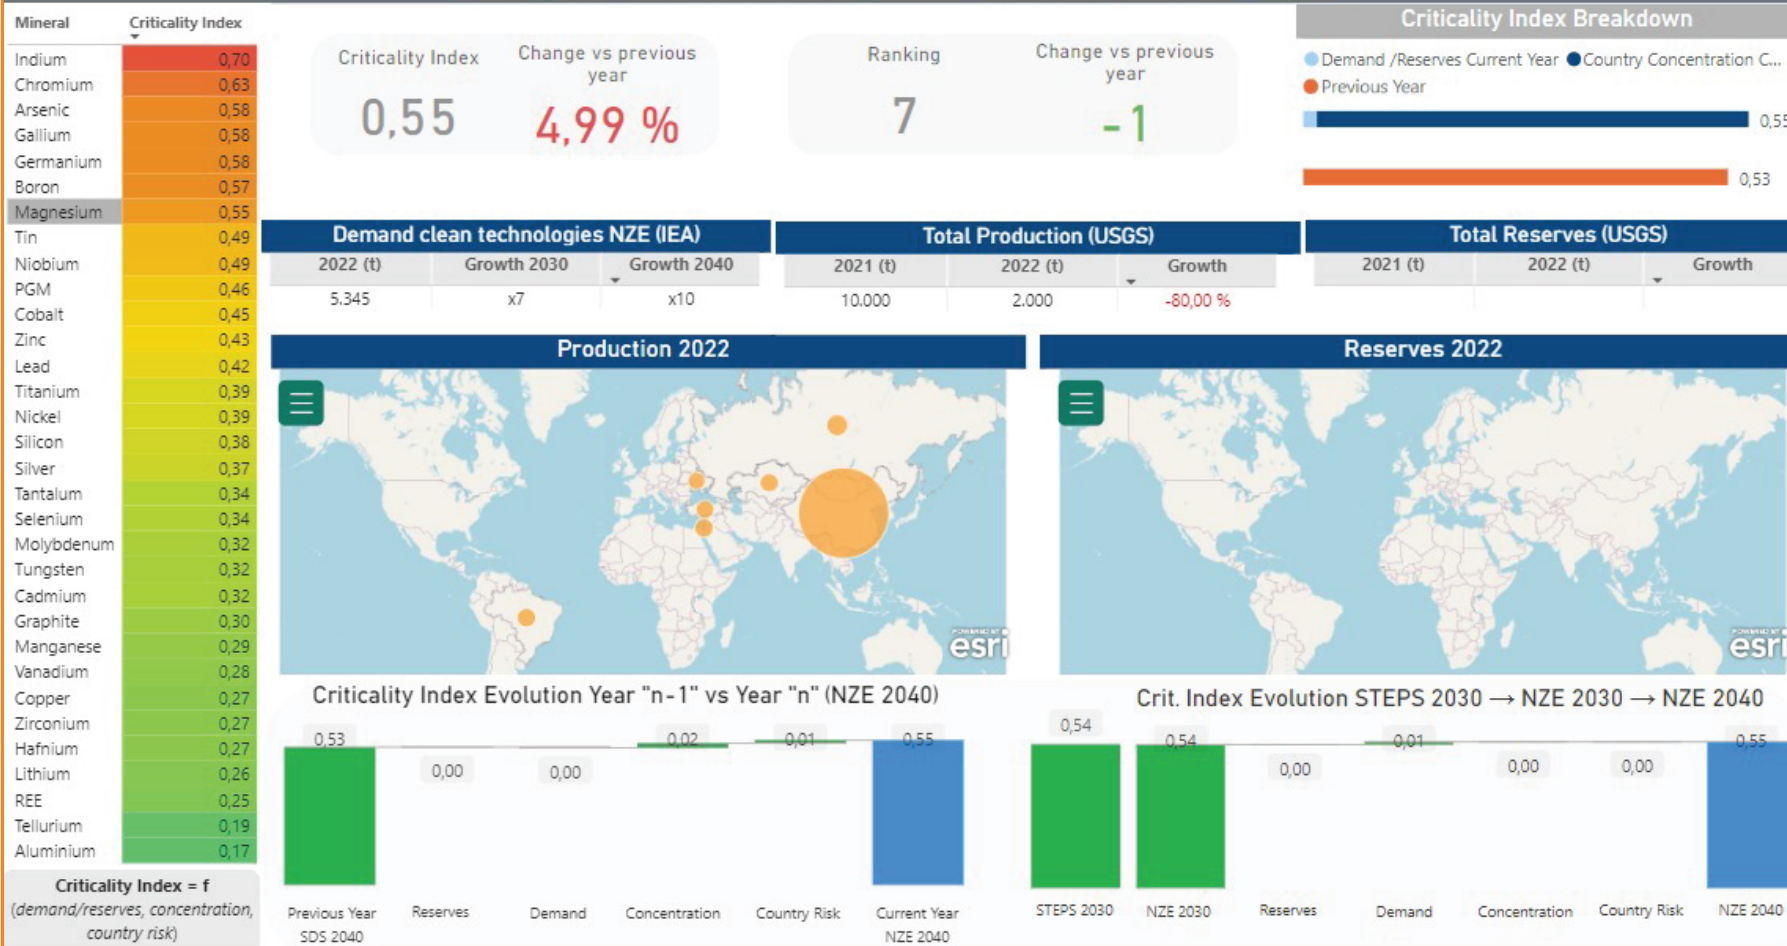 Mineral Criticality Index
Indium 0,70
Chromium 0,63
Arsenic 0,58
Gallium 0,58
Germanium 0,58
Boron 0,57
Magnesium 0,55
Tin 0,49
Niobium 0,49
PGM 0,46
Cobalt 0,45
Zinc 0,43
Lead 0,42
Titanium 0,39
Nickel 0,39
Silicon 0,38
Silver 0,37
Tantalum 0,34
Selenium 0,34
Molybdenum 0,32
Tungsten 0,32
Cadmium 0,32
Graphite 0,30
Manganese 0,29
Vanadium 0,28
Copper 0,27
Zirconium 0,27
Hafnium 0,27
Lithium 0,26
REE 0,25
Tellurium 0,19
Aluminium 0,17
Criticality Index = f
(demand/reserves, concentration,
country risk)
Criticality Index
0,55
Change vs previous
year
4,99 %
Ranking
7
Change vs previous
year
-1
Criticality Index Breakdown
Demand /Reserves Current Year Country Concentration C...
Previous Year
0,55
0,53
Demand clean technologies NZE (IEA)
2022 (t) Growth 2030 Growth 2040
5.345 x7 x10
Total Production (USGS)
2021 (t) 2022 (t) Growth
10.000 2.000 -80,00 %
Total Reserves (USGS)
2021 (t) 2022 (t) Growth
Production 2022
POWERED BY
esri
Reserves 2022
POWERED BY
esri
Criticality Index Evolution Year "n-1" vs Year "n" (NZE 2040)
0,53 0,00 0,00 0,02 0,01 0,55
Previous Year Reserves Demand Concentration Country Risk Current Year
SDS 2040 NZE 2040
Crit. Index Evolution STEPS 2030 → NZE 2030 → NZE 2040
0,54 0,54 0,00 0,01 0,00 0,00 0,55
STEPS 2030 NZE 2030 Reserves Demand Concentration Country Risk NZE 2040